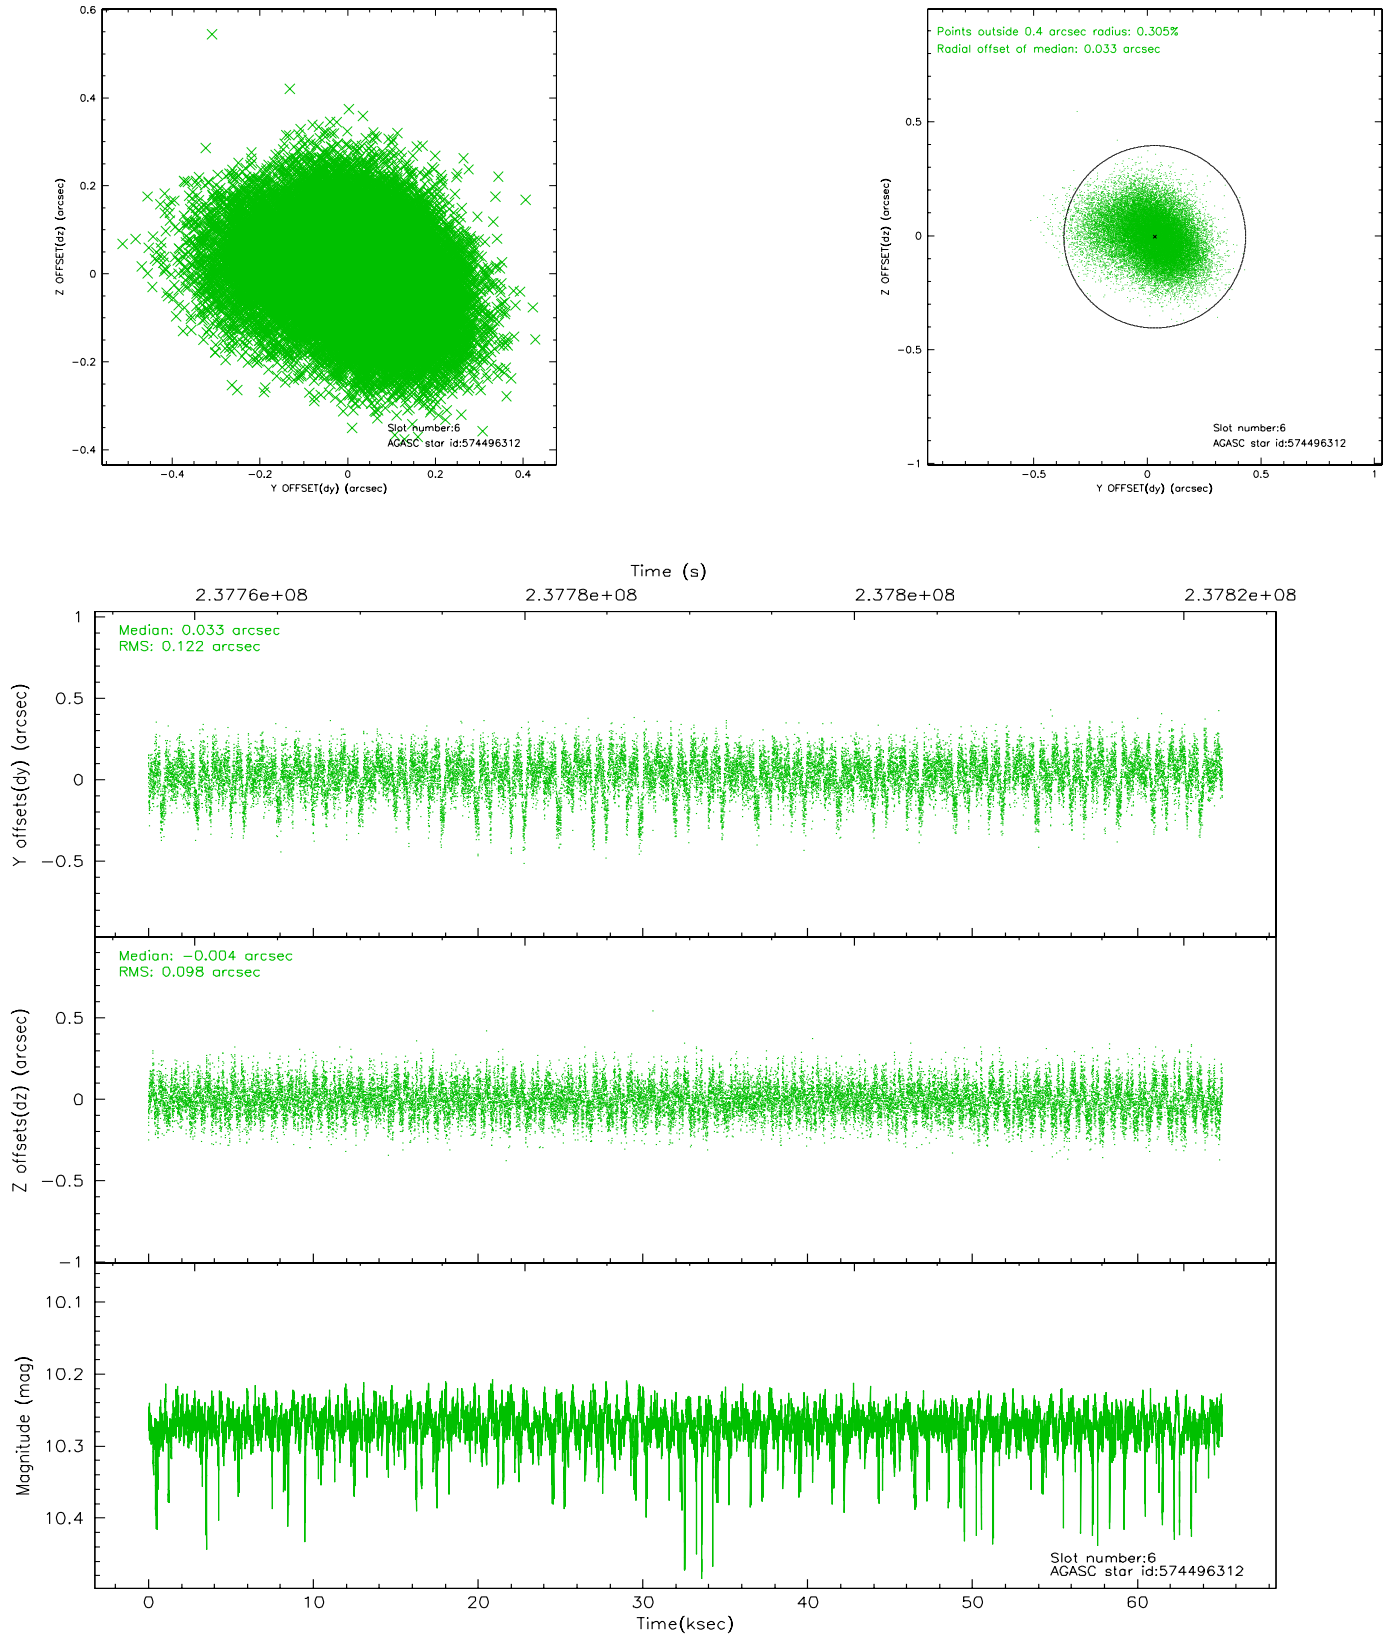 0.6
0.4
0.2
0
−0.2
−0.4
−0.4
−0.2
0
0.2
0.4
Z OFFSET(dz) (arcsec)
Y OFFSET(dy) (arcsec)
Slot number:6
AGASC star id:574496312
Points outside 0.4 arcsec radius: 0.305%
Radial offset of median: 0.033 arcsec
0.5
0
−0.5
−1
−0.5
0
0.5
1
Z OFFSET(dz) (arcsec)
Y OFFSET(dy) (arcsec)
Slot number:6
AGASC star id:574496312
Time (s)
2.3776e+08
2.3778e+08
2.378e+08
2.3782e+08
Median: 0.033 arcsec
RMS: 0.122 arcsec
1
0.5
0
−0.5
Y offsets(dy) (arcsec)
Median: −0.004 arcsec
RMS: 0.098 arcsec
0.5
0
−0.5
−1
Z offsets(dz) (arcsec)
10.1
10.2
10.3
10.4
Magnitude (mag)
Slot number:6
AGASC star id:574496312
0
10
20
30
40
50
60
Time(ksec)